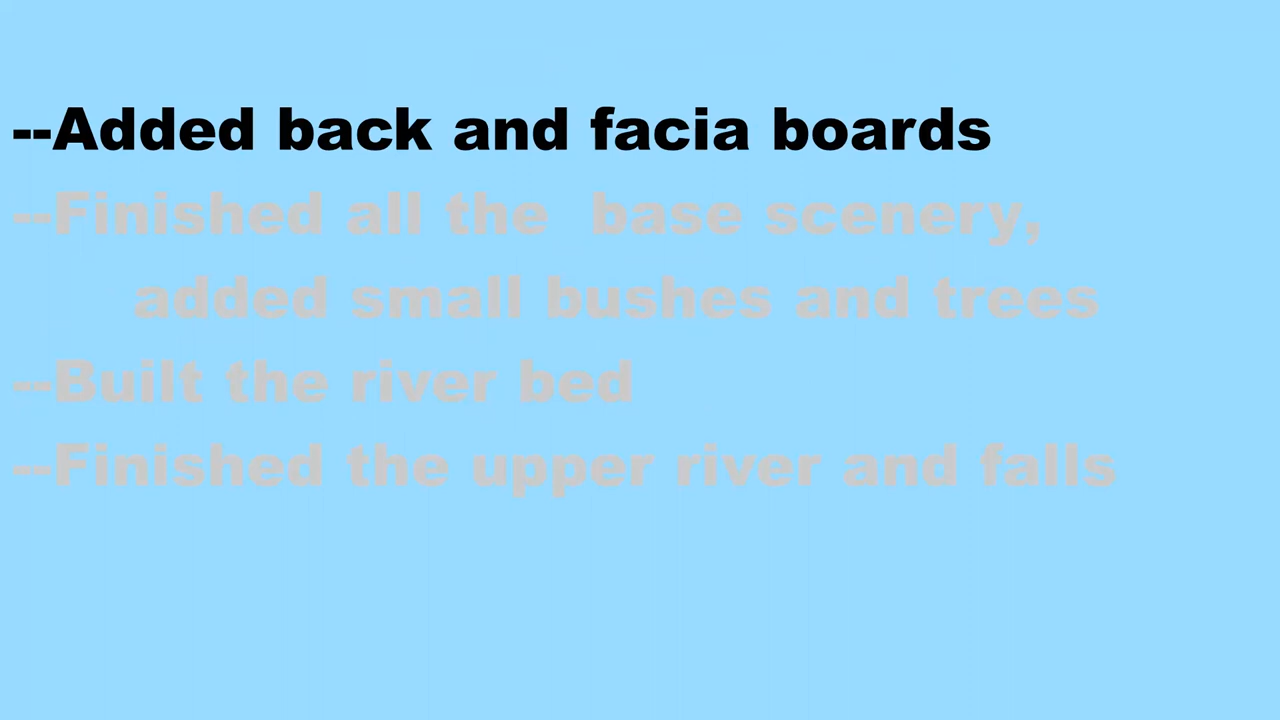 --Added back and facia boards
--Finished all the  base scenery,
added small bushes and trees
--Built the river bed
--Finished the upper river and falls